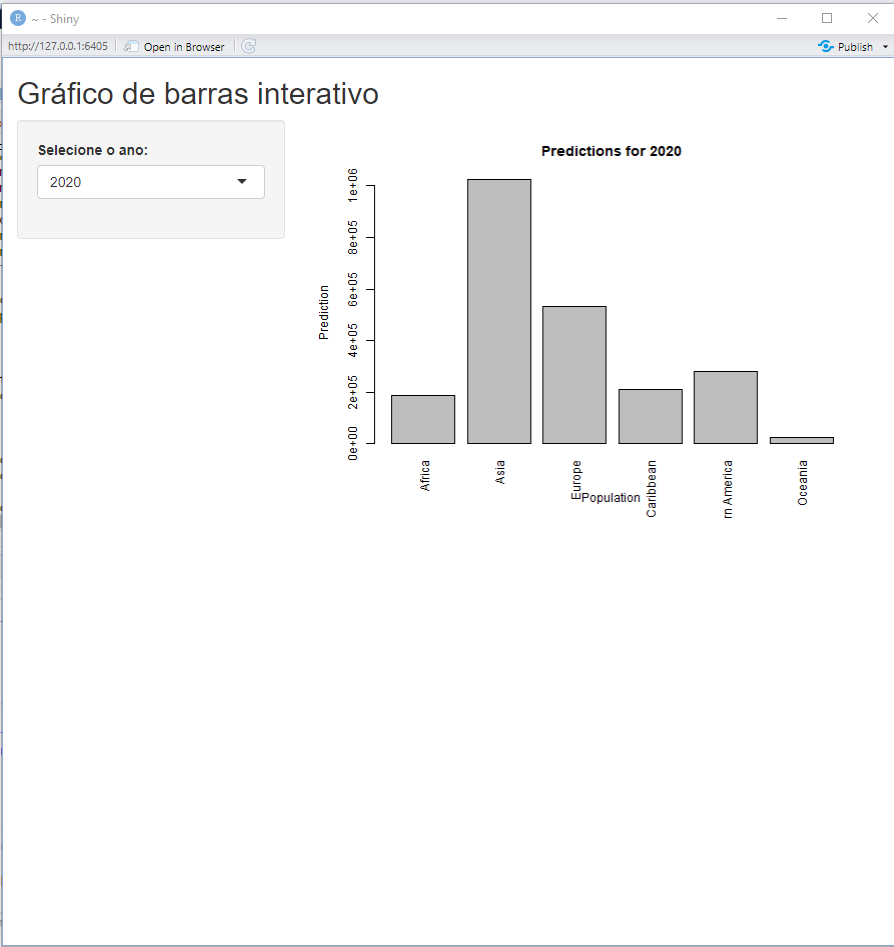 R ~ - Shiny
http://127.0.0.1:6405 Open in Browser Publish
Gráfico de barras interativo
Selecione o ano:
2020
Predictions for 2020
Prediction
1e+06
8e+05
6e+05
4e+05
2e+05
0e+00
Africa
Asia
Europe
Caribbean
rn America
Oceania
Population